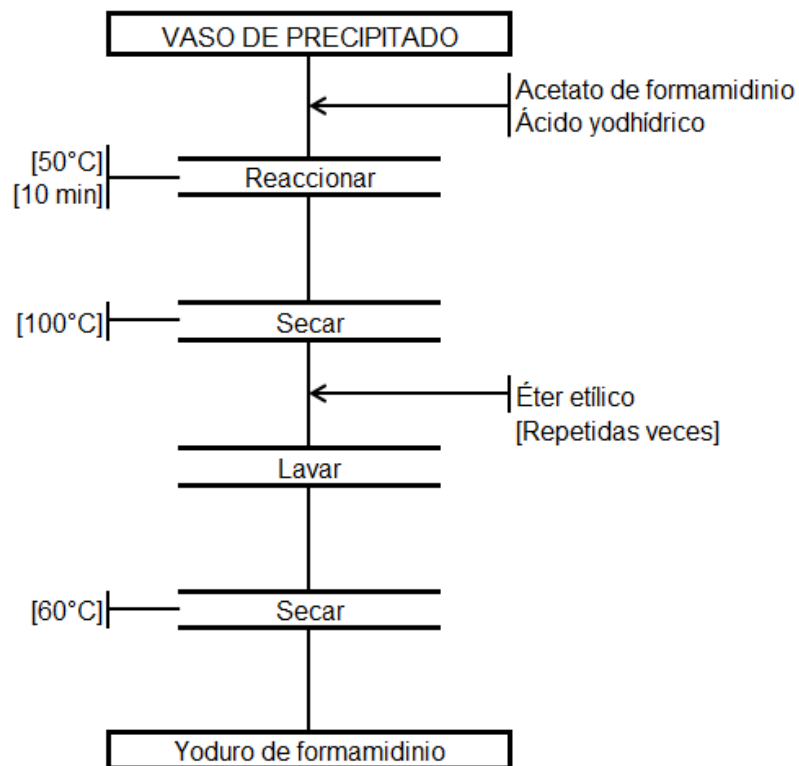 VASO DE PRECIPITADO
Acetato de formamidinio
Ácido yodhídrico
[50°C]
[10 min]
Reaccionar
[100°C]
Secar
Éter etílico
[Repetidas veces]
Lavar
[60°C]
Secar
Yoduro de formamidinio